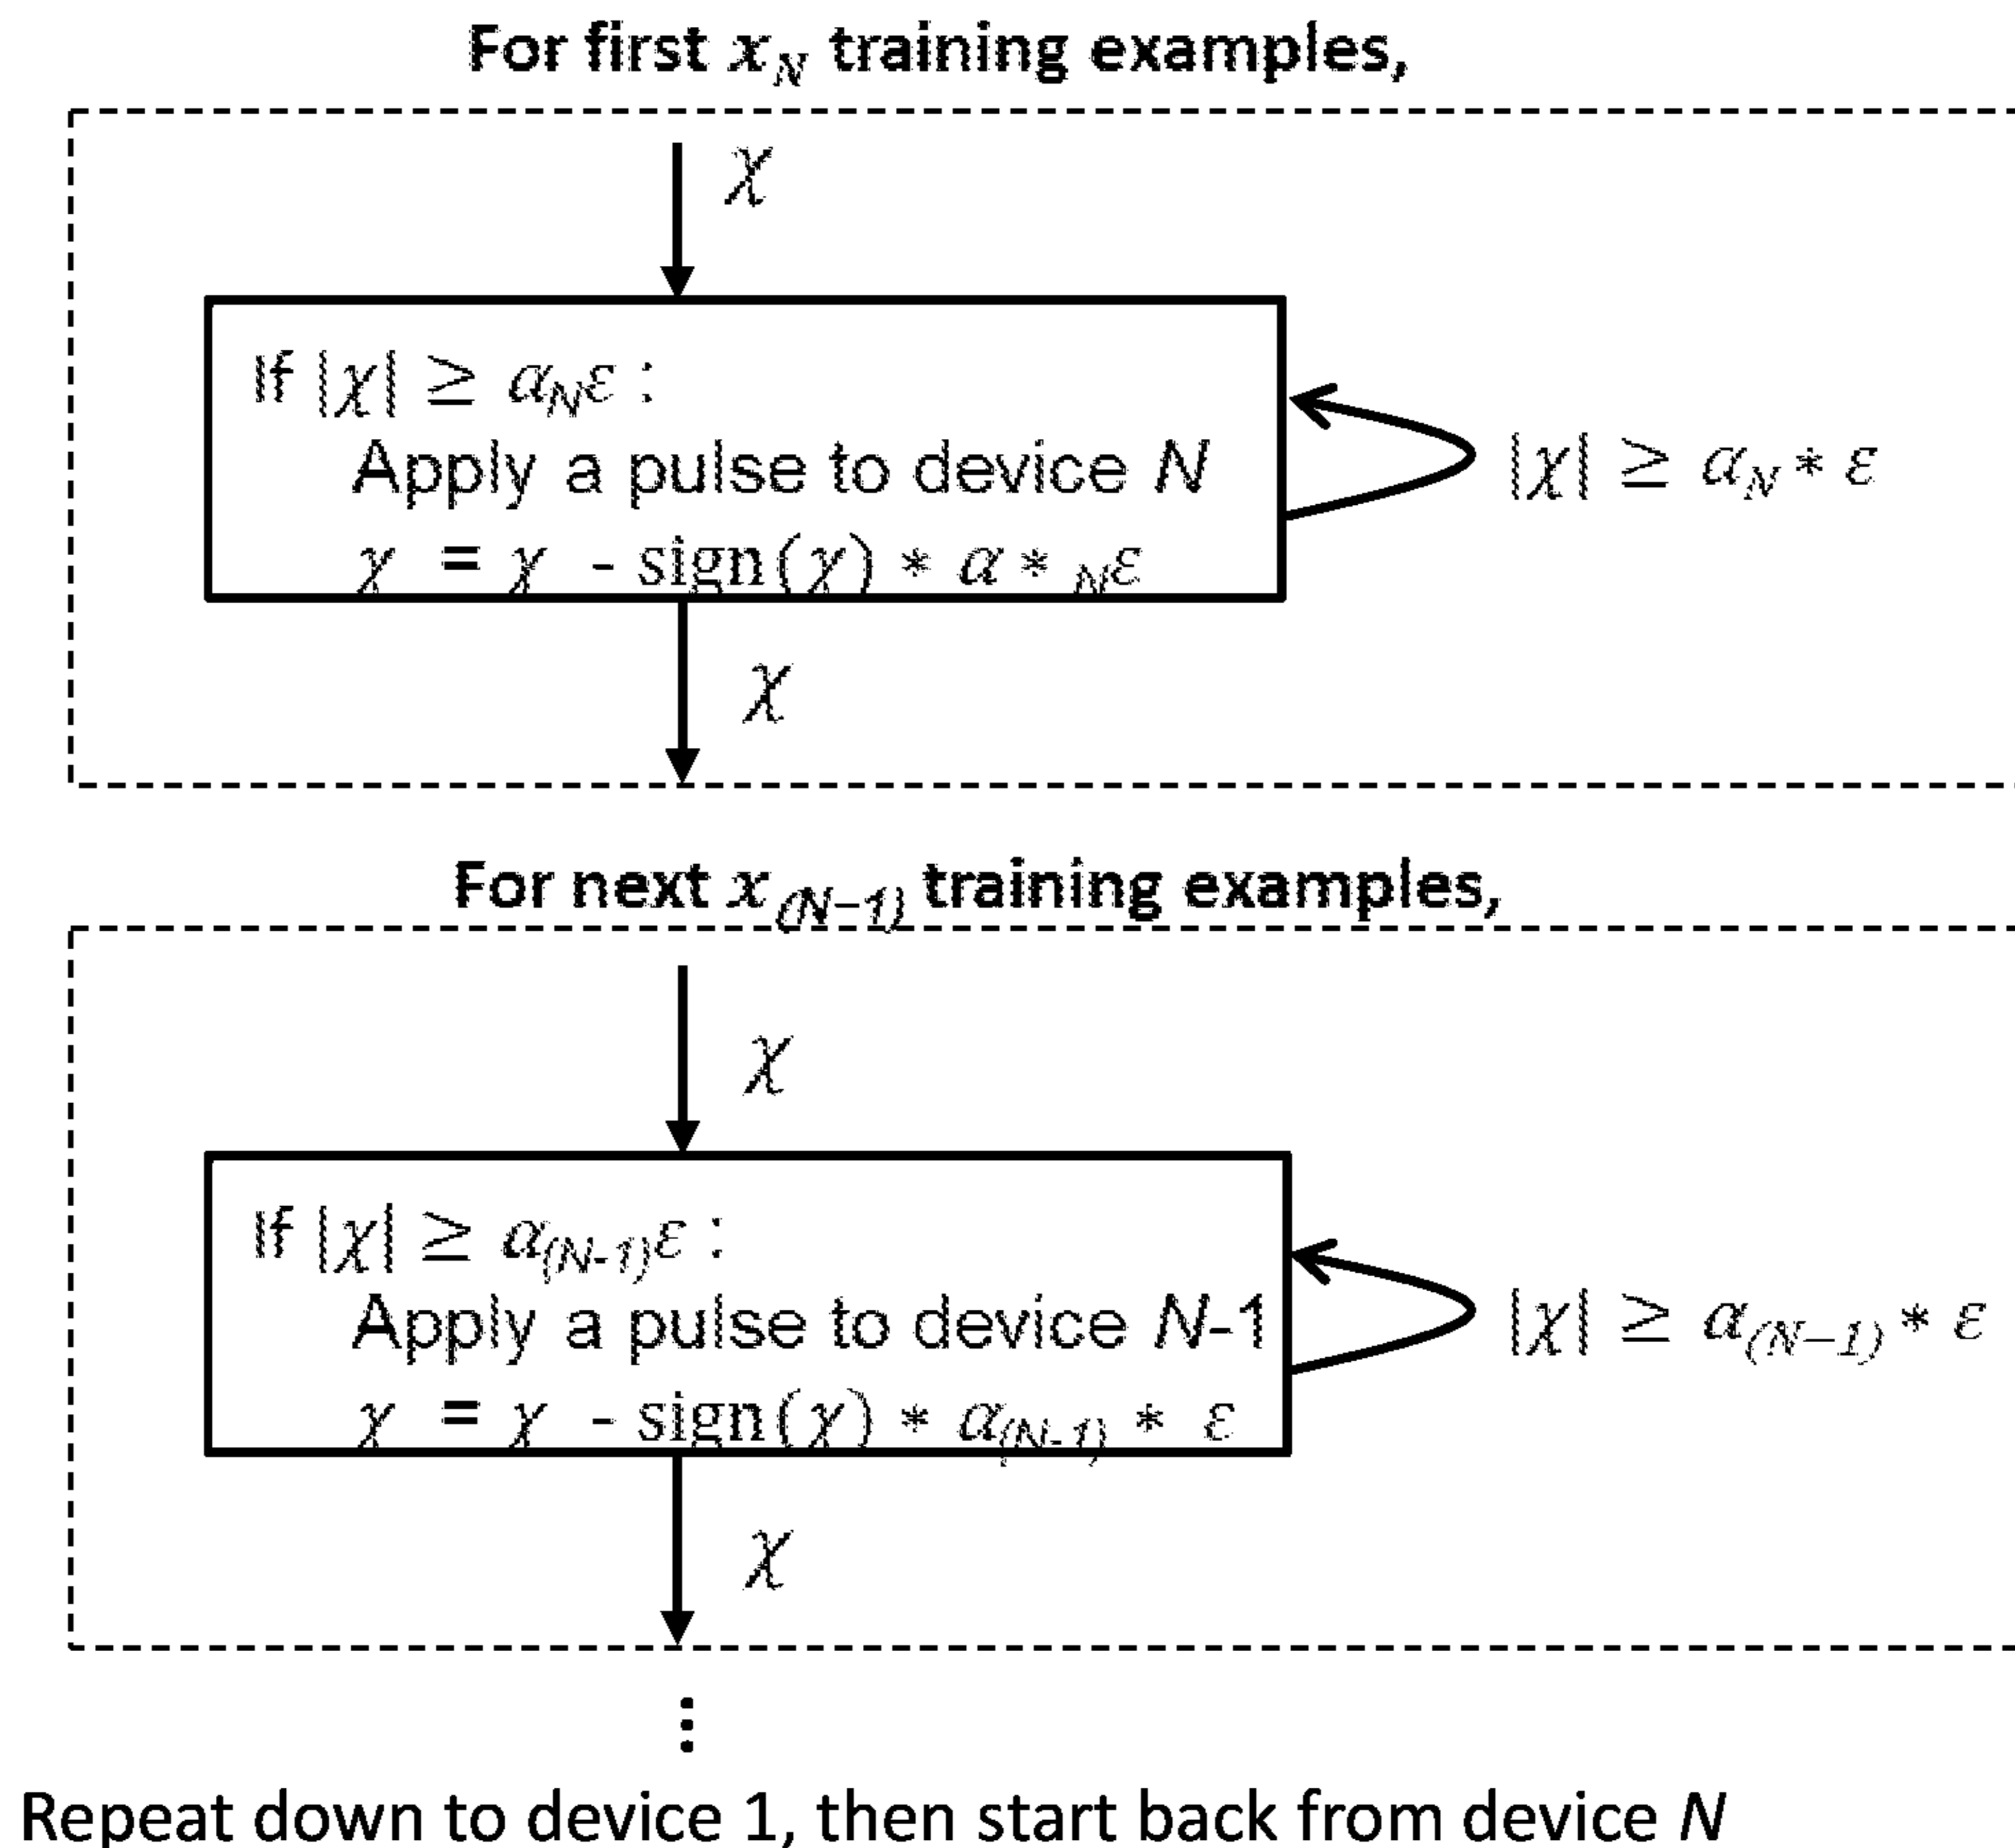 For first x_N training examples,
χ
If |χ| ≥ α_Nε :
Apply a pulse to device N
χ = χ - sign(χ) * α * _Nε
|χ| ≥ α_N * ε
χ
For next x_(N−1) training examples,
χ
If |χ| ≥ α_(N-1)ε :
Apply a pulse to device N-1
χ = χ - sign(χ) * α_(N-1) * ε
|χ| ≥ α_(N−1) * ε
χ
⋮
Repeat down to device 1, then start back from device N